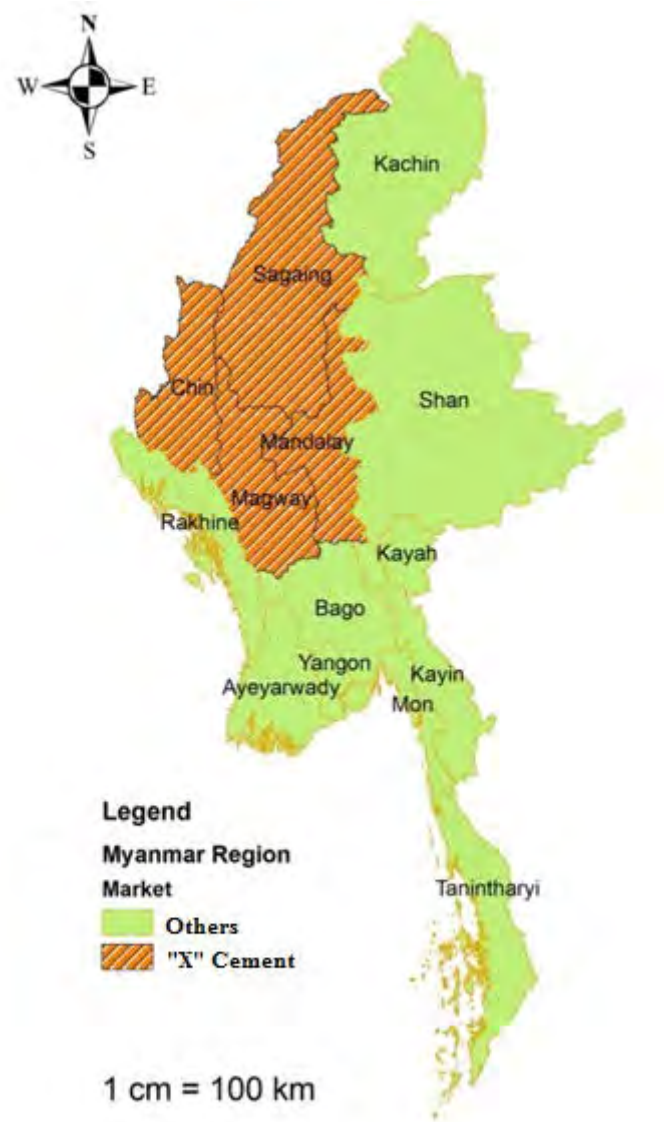 N
W E
S
Kachin
Sagaing
Chin
Shan
Mandalay
Magway
Rakhine
Kayah
Bago
Yangon
Kayin
Ayeyarwady
Mon
Legend
Myanmar Region
Market
Tanintharyi
Others
"X" Cement
1 cm = 100 km